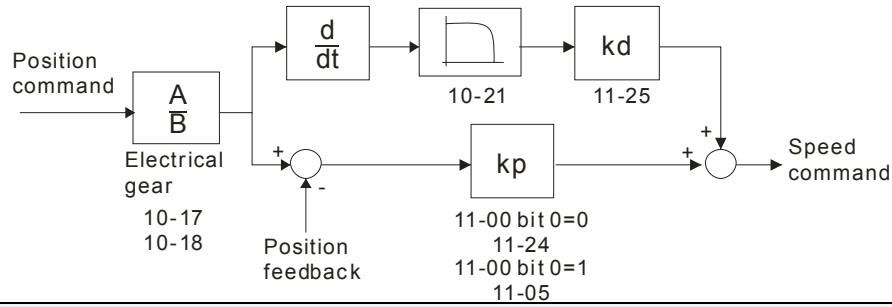 Position
command
A
B
Electrical
gear
10-17
10-18
d
dt
10-21
kd
11-25
+
-
Position
feedback
kp
11-00 bit 0=0
11-24
11-00 bit 0=1
11-05
+
+
Speed
command